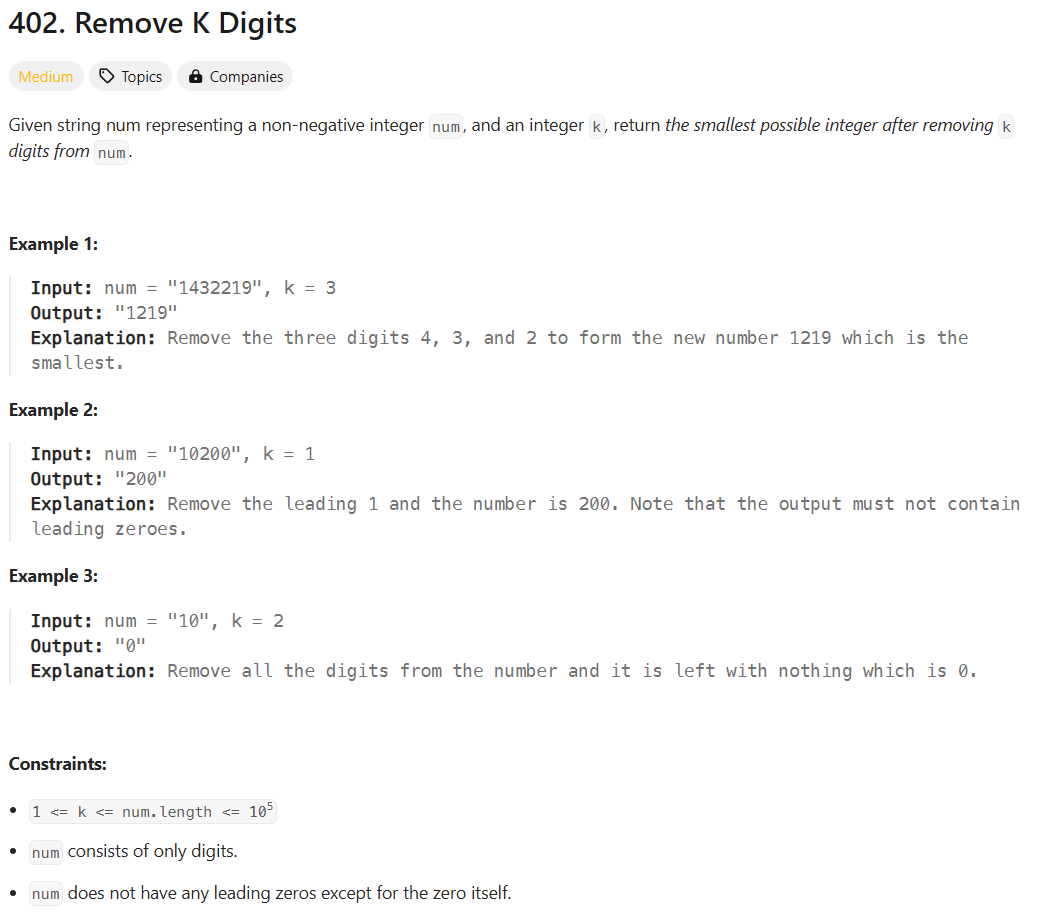 402. Remove K Digits
Medium Topics Companies
Given string num representing a non-negative integer num, and an integer k, return the smallest possible integer after removing k
digits from num.
Example 1:
Input: num = "1432219", k = 3
Output: "1219"
Explanation: Remove the three digits 4, 3, and 2 to form the new number 1219 which is the
smallest.
Example 2:
Input: num = "10200", k = 1
Output: "200"
Explanation: Remove the leading 1 and the number is 200. Note that the output must not contain
leading zeroes.
Example 3:
Input: num = "10", k = 2
Output: "0"
Explanation: Remove all the digits from the number and it is left with nothing which is 0.
Constraints:
• 1 <= k <= num.length <= 10⁵
• num consists of only digits.
• num does not have any leading zeros except for the zero itself.